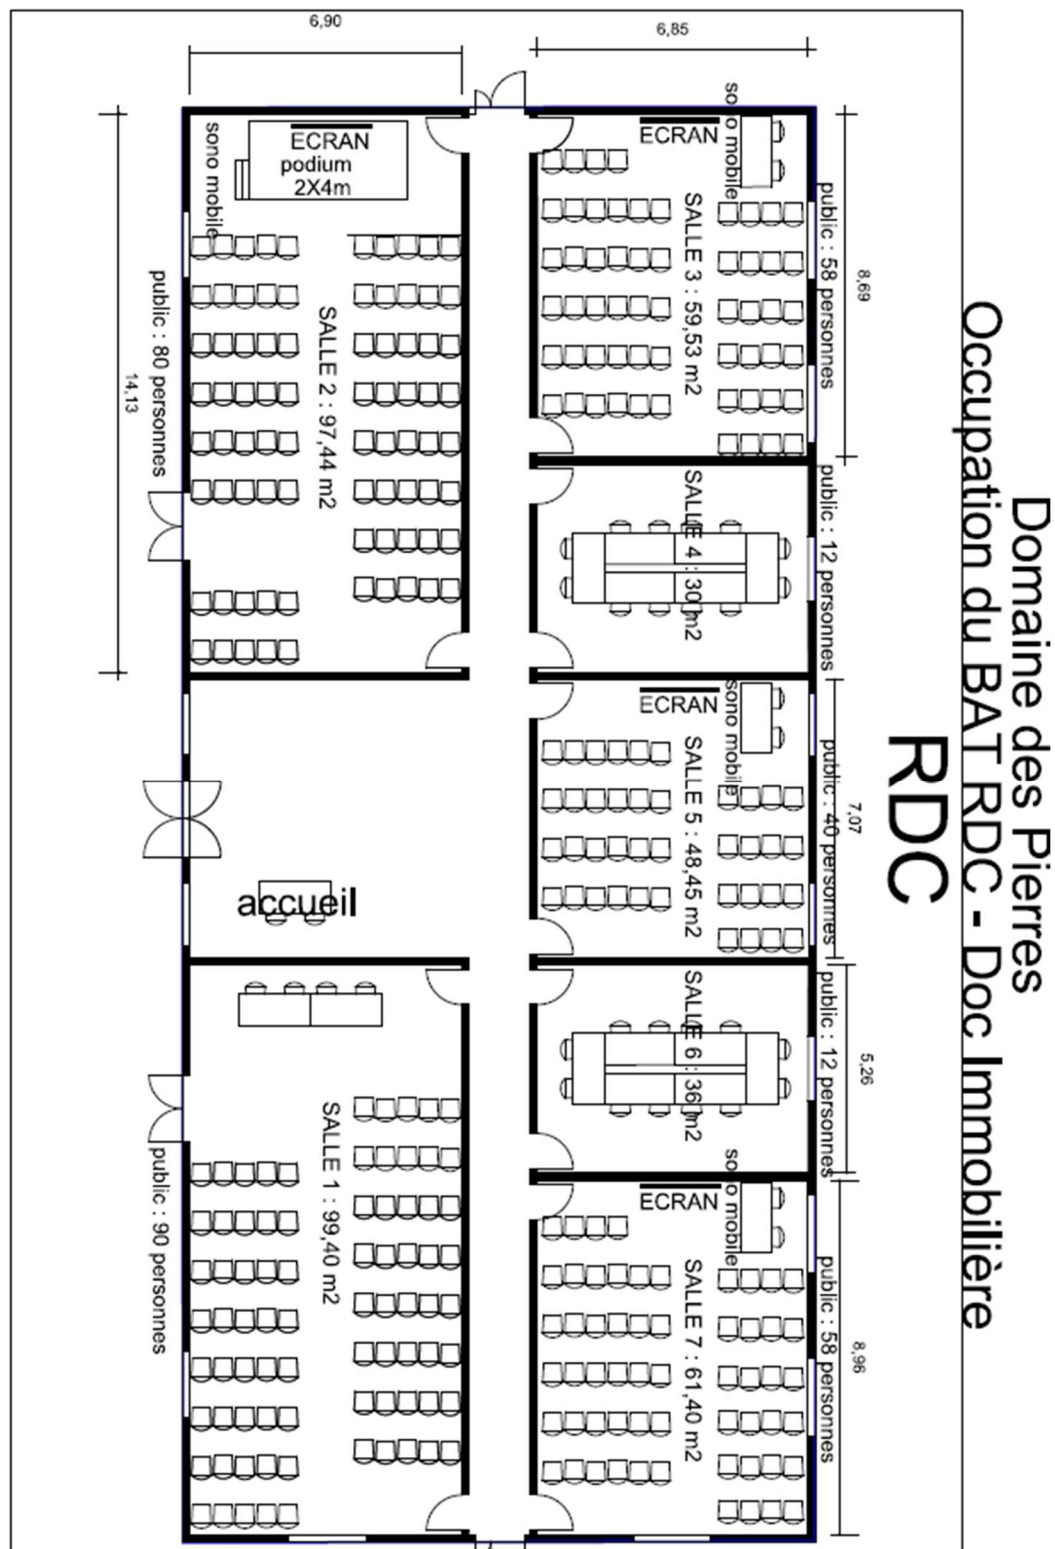 Domaine des Pierres
Occupation du BAT RDC - Doc Immobilière
RDC
6,90
6,85
sono mobile
ECRAN
podium
2X4m
SALLE 2 : 97,44 m2
public : 80 personnes
14,13
ECRAN
sono mobile
SALLE 3 : 59,53 m2
public : 58 personnes
8,69
SALLE 4 : 30 m2
public : 12 personnes
ECRAN
sono mobile
SALLE 5 : 48,45 m2
public : 40 personnes
7,07
accueil
SALLE 6 : 36 m2
public : 12 personnes
5,26
SALLE 1 : 99,40 m2
public : 90 personnes
ECRAN
sono mobile
SALLE 7 : 61,40 m2
public : 58 personnes
8,96